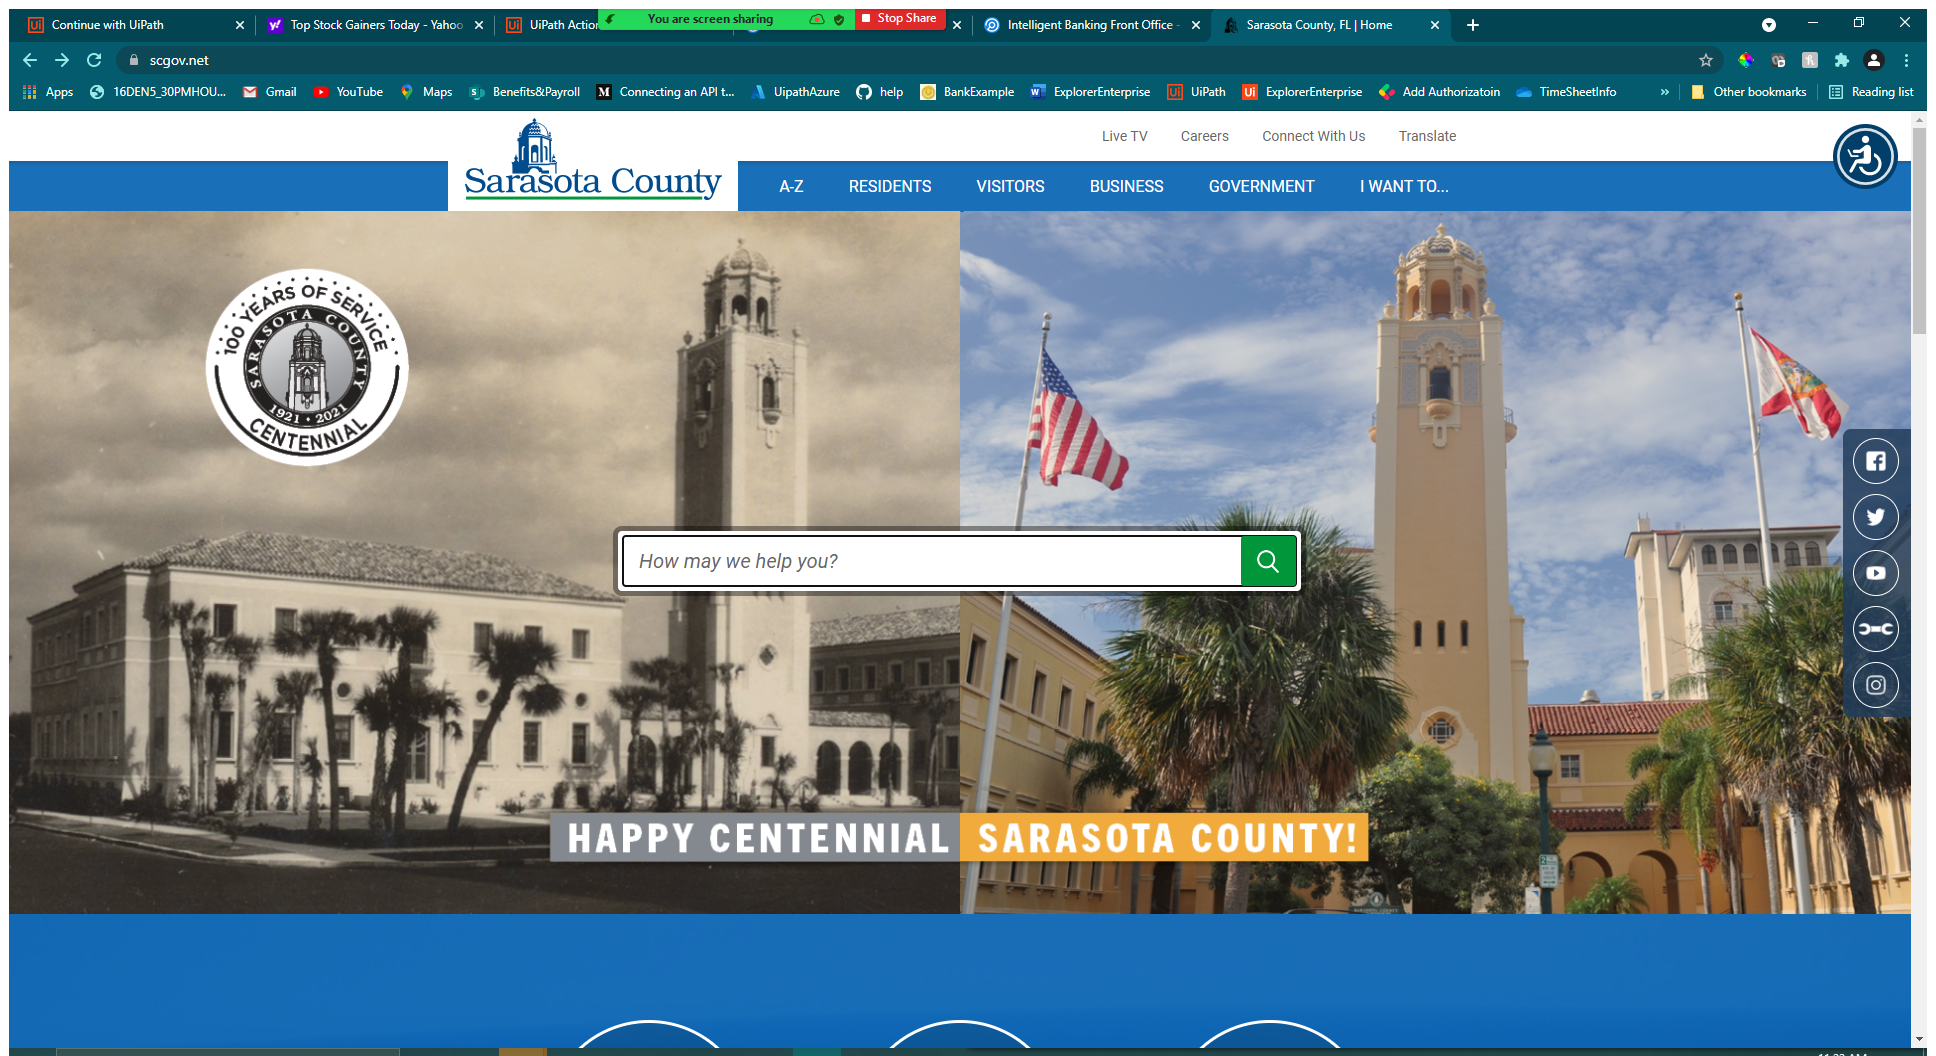 Continue with UiPath
Top Stock Gainers Today - Yahoo
UiPath Action
You are screen sharing
Stop Share
Intelligent Banking Front Office -
Sarasota County, FL | Home
scgov.net
Apps
16DEN5_30PMHOU...
Gmail
YouTube
Maps
Benefits&Payroll
Connecting an API t...
UipathAzure
help
BankExample
ExplorerEnterprise
UiPath
ExplorerEnterprise
Add Authorizatoin
TimeSheetInfo
»
Other bookmarks
Reading list
Live TV
Careers
Connect With Us
Translate
Sarasota County
A-Z
RESIDENTS
VISITORS
BUSINESS
GOVERNMENT
I WANT TO...
100 YEARS OF SERVICE
SARASOTA COUNTY
1921 • 2021
CENTENNIAL
How may we help you?
HAPPY CENTENNIAL SARASOTA COUNTY!